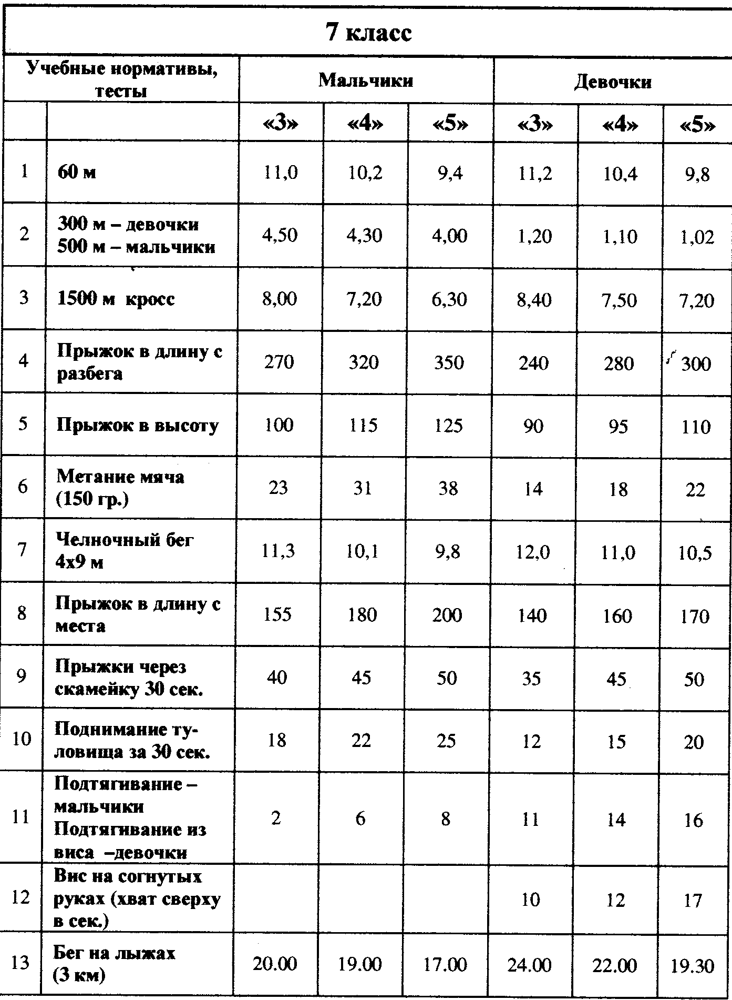 7 класс
Учебные нормативы,
тесты
Мальчики
Девочки
«3» «4» «5» «3» «4» «5»
1 60 м 11,0 10,2 9,4 11,2 10,4 9,8
2 300 м – девочки
500 м – мальчики 4,50 4,30 4,00 1,20 1,10 1,02
3 1500 м кросс 8,00 7,20 6,30 8,40 7,50 7,20
4 Прыжок в длину с
разбега 270 320 350 240 280 300
5 Прыжок в высоту 100 115 125 90 95 110
6 Метание мяча
(150 гр.) 23 31 38 14 18 22
7 Челночный бег
4х9 м 11,3 10,1 9,8 12,0 11,0 10,5
8 Прыжок в длину с
места 155 180 200 140 160 170
9 Прыжки через
скамейку 30 сек. 40 45 50 35 45 50
10 Поднимание ту-
ловища за 30 сек. 18 22 25 12 15 20
11 Подтягивание –
мальчики
Подтягивание из
виса –девочки 2 6 8 11 14 16
12 Вис на согнутых
руках (хват сверху
в сек.) 10 12 17
13 Бег на лыжах
(3 км) 20.00 19.00 17.00 24.00 22.00 19.30